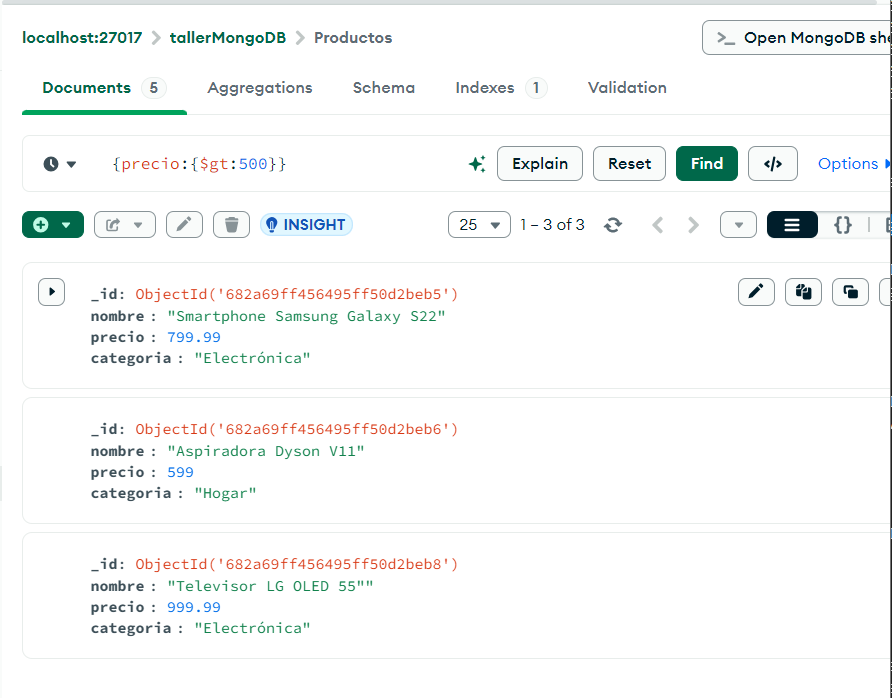 localhost:27017 > tallerMongoDB > Productos
>_ Open MongoDB she
Documents 5 Aggregations Schema Indexes 1 Validation
{precio:{$gt:500}} Explain Reset Find </> Options
INSIGHT 25 1 – 3 of 3 {}
_id: ObjectId('682a69ff456495ff50d2beb5')
nombre : "Smartphone Samsung Galaxy S22"
precio : 799.99
categoria : "Electrónica"
_id: ObjectId('682a69ff456495ff50d2beb6')
nombre : "Aspiradora Dyson V11"
precio : 599
categoria : "Hogar"
_id: ObjectId('682a69ff456495ff50d2beb8')
nombre : "Televisor LG OLED 55""
precio : 999.99
categoria : "Electrónica"